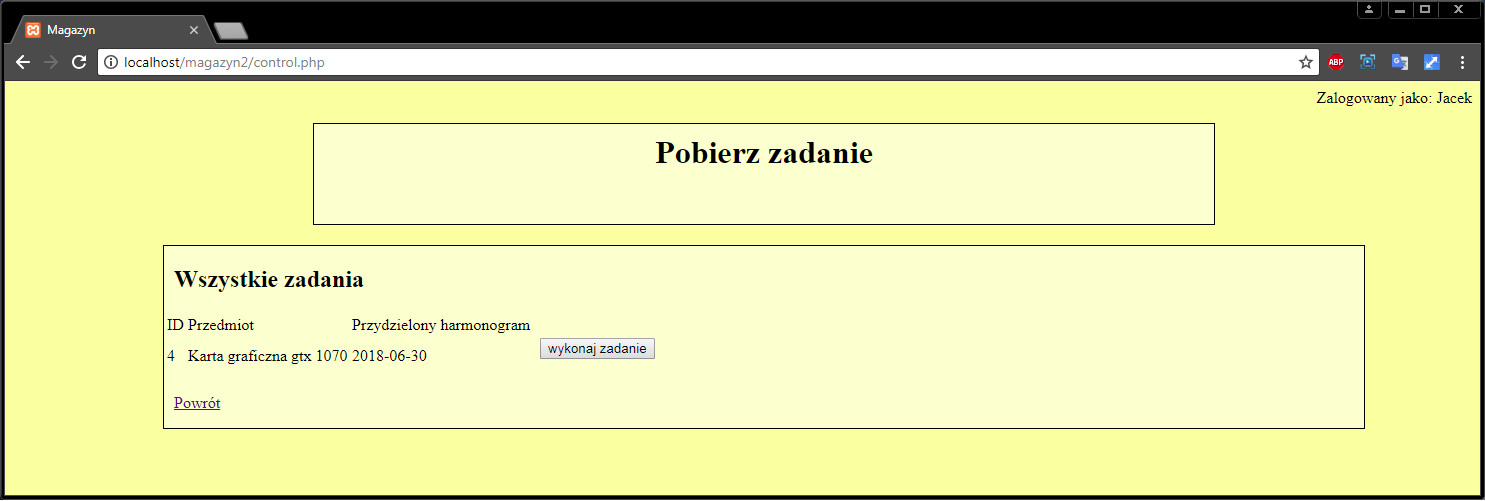 Magazyn
localhost/magazyn2/control.php
ABP
Zalogowany jako: Jacek
Pobierz zadanie
Wszystkie zadania
ID Przedmiot Przydzielony harmonogram
4 Karta graficzna gtx 1070 2018-06-30 wykonaj zadanie
Powrót